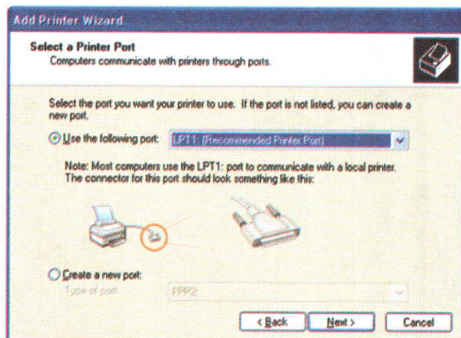 Add Printer Wizard
Select a Printer Port
Computers communicate with printers through ports.
Select the port you want your printer to use. If the port is not listed, you can create a
new port.
Use the following port: LPT1: (Recommended Printer Port)
Note: Most computers use the LPT1: port to communicate with a local printer.
The connector for this port should look something like this:
Create a new port:
Type of port:
< Back Next > Cancel